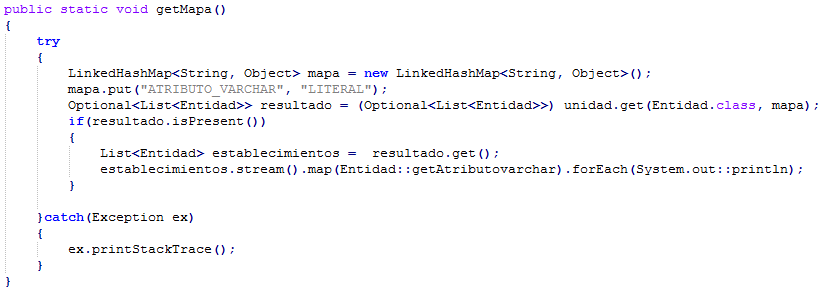 public static void getMapa()
{
try
{
LinkedHashMap<String, Object> mapa = new LinkedHashMap<String, Object>();
mapa.put("ATRIBUTO_VARCHAR", "LITERAL");
Optional<List<Entidad>> resultado = (Optional<List<Entidad>>) unidad.get(Entidad.class, mapa);
if(resultado.isPresent())
{
List<Entidad> establecimientos =  resultado.get();
establecimientos.stream().map(Entidad::getAtributovarchar).forEach(System.out::println);
}
}catch(Exception ex)
{
ex.printStackTrace();
}
}